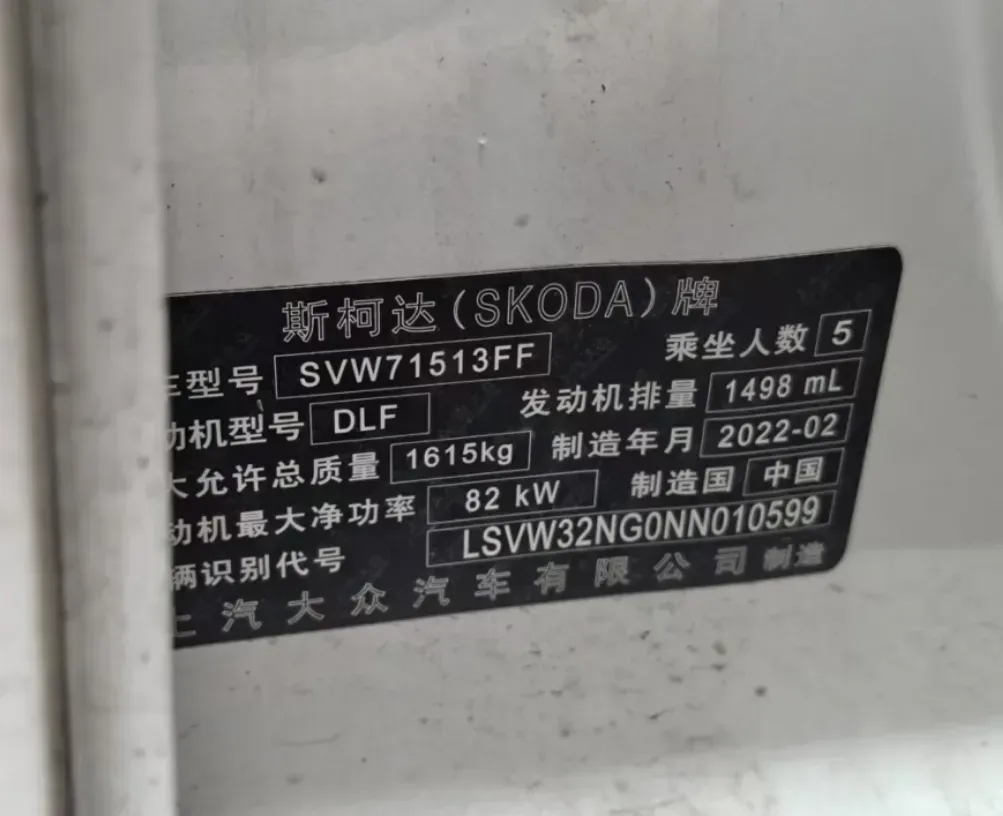 斯柯达(SKODA)牌
车型号 SVW71513FF 乘坐人数 5
动机型号 DLF 发动机排量 1498 mL
大允许总质量 1615kg 制造年月 2022-02
动机最大净功率 82 kW 制造国 中国
辆识别代号 LSVW32NG0NN010599
上汽大众汽车有限公司 制造